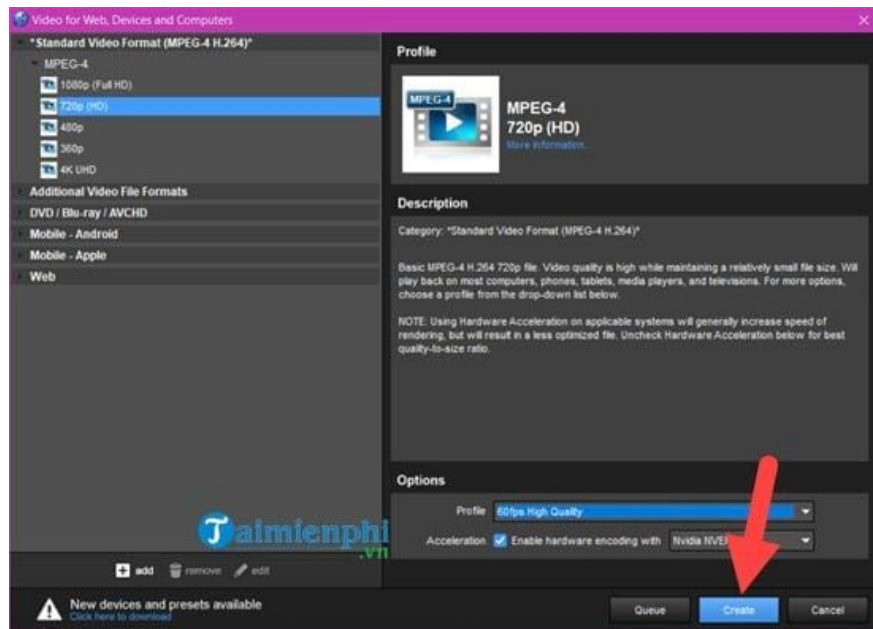 Video for Web, Devices and Computers
*Standard Video Format (MPEG-4 H.264)*
MPEG-4
1080p (Full HD)
720p (HD)
480p
360p
4K UHD
Additional Video File Formats
DVD / Blu-ray / AVCHD
Mobile - Android
Mobile - Apple
Web
add
remove
edit
Profile
MPEG-4
MPEG-4
720p (HD)
More Information...
Description
Category: *Standard Video Format (MPEG-4 H.264)*
Basic MPEG-4 H.264 720p file. Video quality is high while maintaining a relatively small file size. Will
play back on most computers, phones, tablets, media players, and televisions. For more options,
choose a profile from the drop-down list below.
NOTE: Using Hardware Acceleration on applicable systems will generally increase speed of
rendering, but will result in a less optimized file. Uncheck Hardware Acceleration below for best
quality-to-size ratio.
Options
Profile 60fps High Quality
Acceleration Enable hardware encoding with Nvidia
Taimienphi
.vn
New devices and presets available
Click here to download
Queue
Create
Cancel